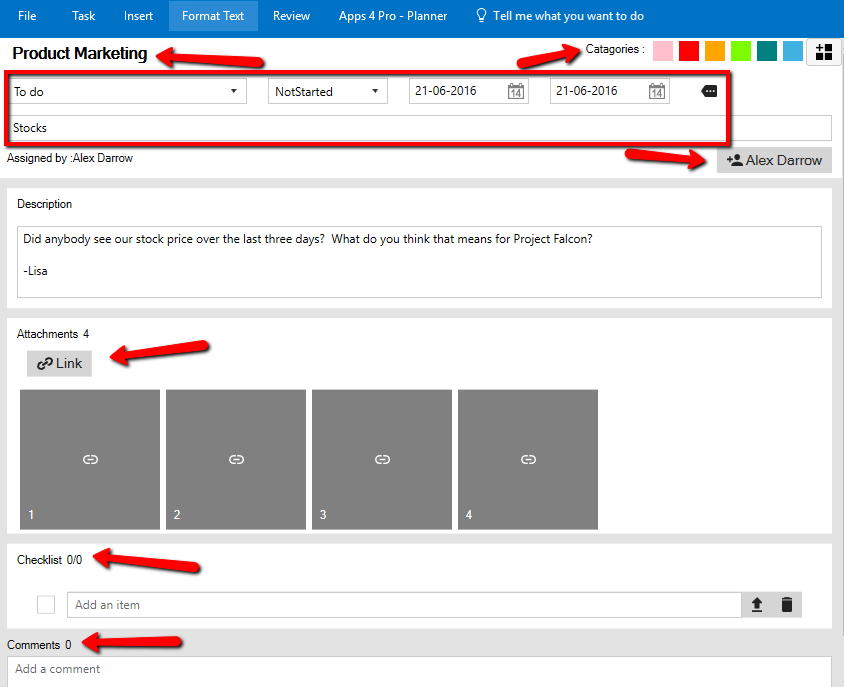 File Task Insert Format Text Review Apps 4 Pro - Planner Tell me what you want to do
Product Marketing Catagories :
To do NotStarted 21-06-2016 14 21-06-2016 14
Stocks
Assigned by :Alex Darrow Alex Darrow
Description
Did anybody see our stock price over the last three days? What do you think that means for Project Falcon?
-Lisa
Attachments 4
Link
1 2 3 4
Checklist 0/0
Add an item
Comments 0
Add a comment